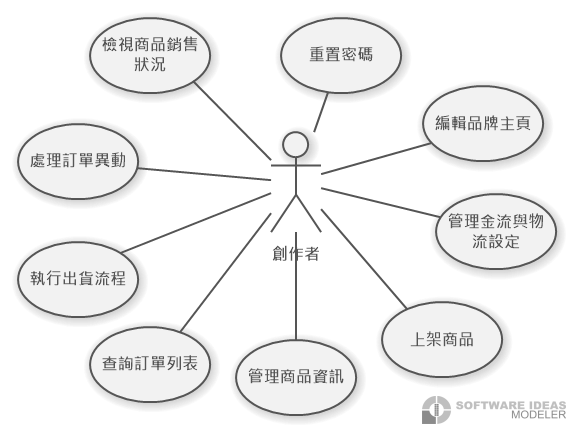 檢視商品銷售
狀況
重置密碼
編輯品牌主頁
處理訂單異動
管理金流與物
流設定
創作者
執行出貨流程
上架商品
查詢訂單列表
管理商品資訊
SOFTWARE IDEAS
MODELER